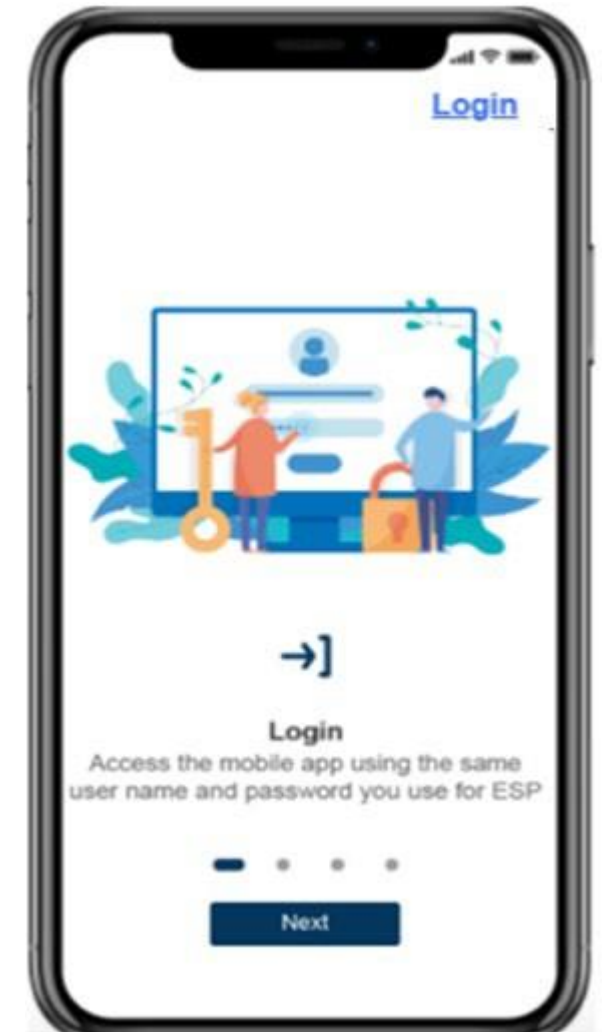 Login
Login
Access the mobile app using the same
user name and password you use for ESP
Next